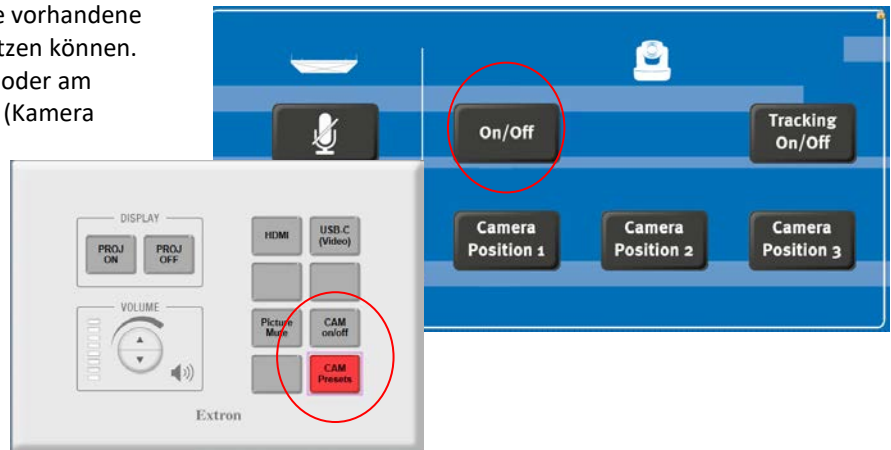 e vorhandene
tzen können.
oder am
(Kamera
On/Off
Tracking
On/Off
Camera
Position 1
Camera
Position 2
Camera
Position 3
DISPLAY
PROJ
ON
PROJ
OFF
VOLUME
HDMI
USB-C
(Video)
Picture
Mute
CAM
on/off
CAM
Presets
Extron